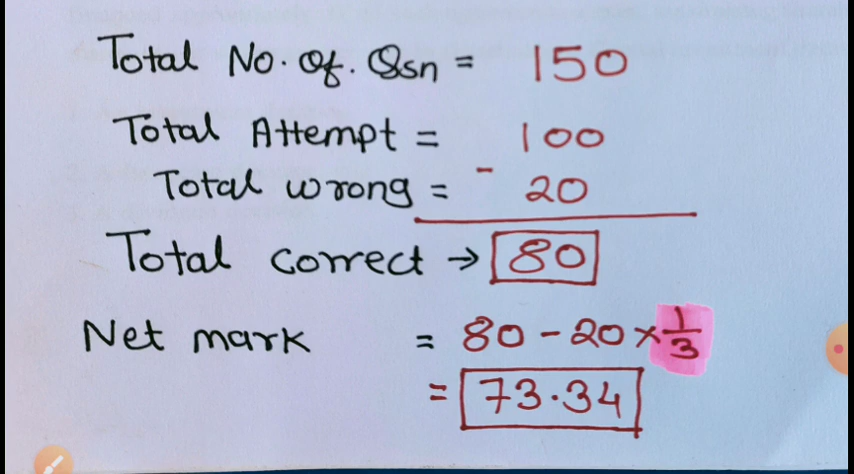 Total No. of. Qsn = 150
Total Attempt = 100
Total wrong = - 20
Total correct → 80
Net mark = 80 - 20 × 1/3
= 73.34